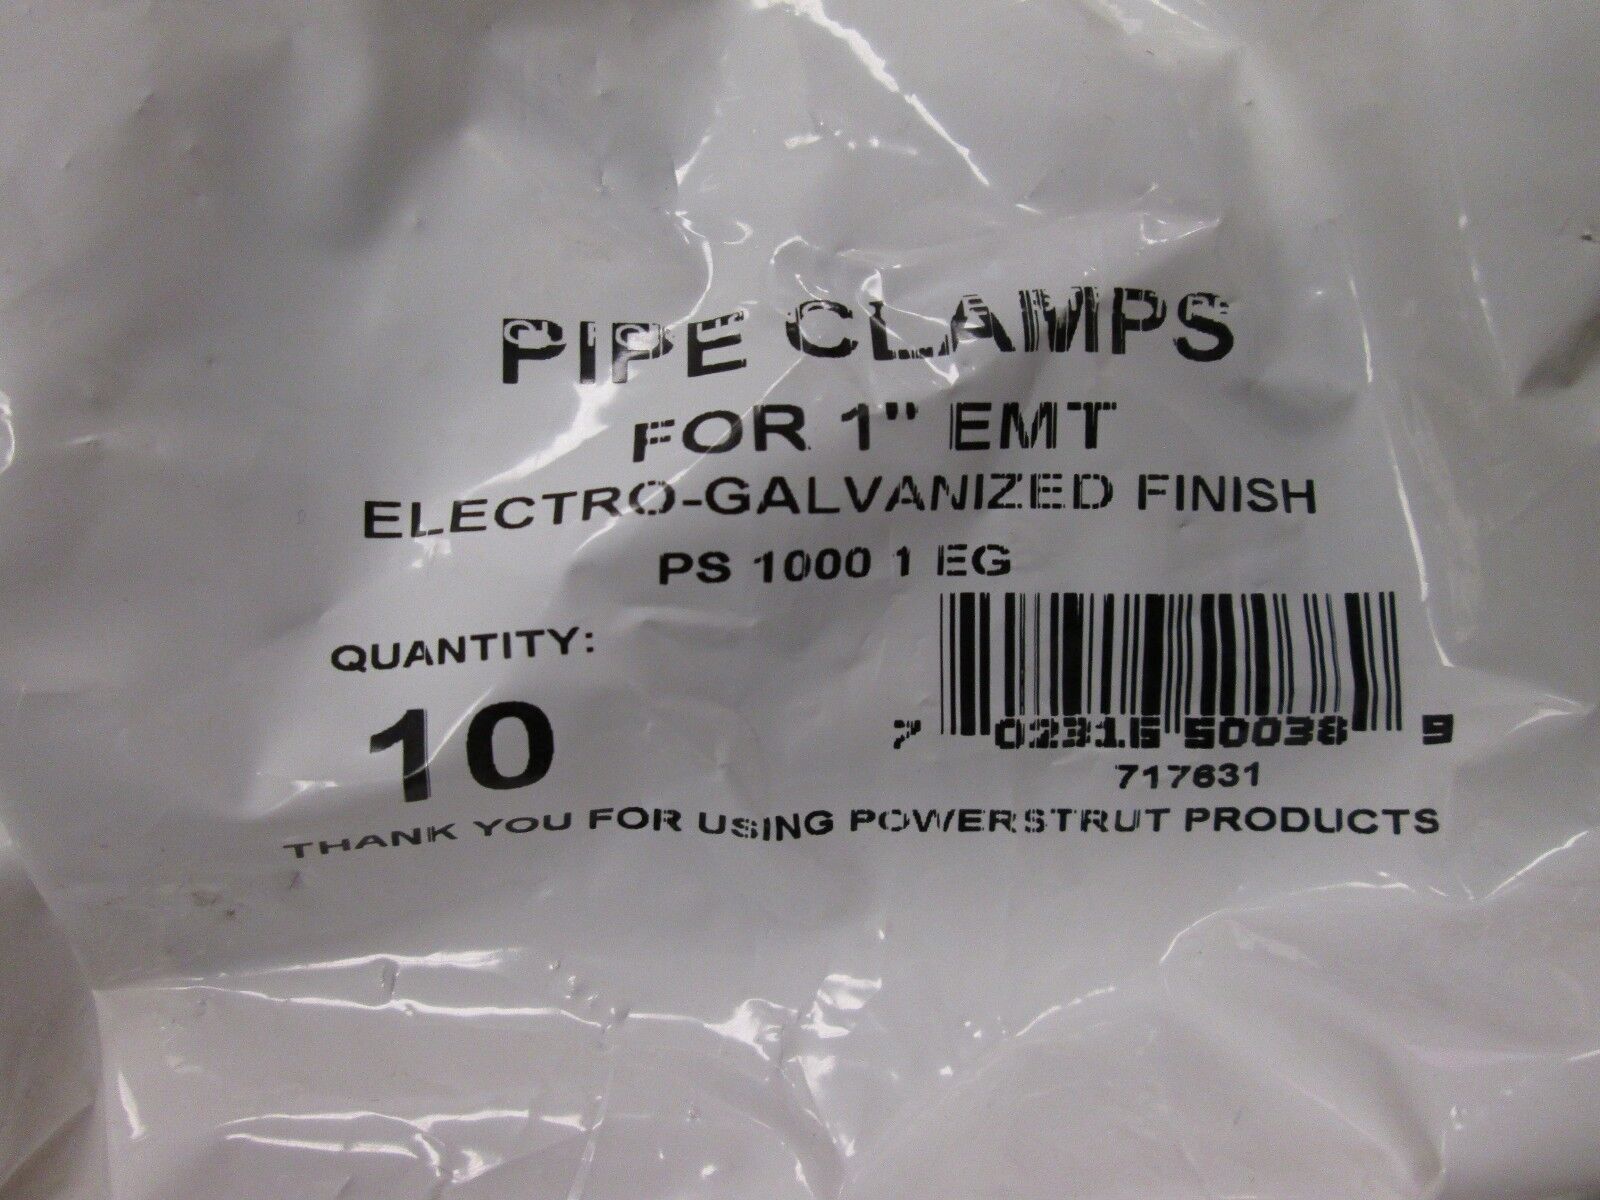 PIPE CLAMPS
FOR 1" EMT
ELECTRO-GALVANIZED FINISH
PS 1000 1 EG
QUANTITY:
10
7 02316 50038 9
717631
THANK YOU FOR USING POWERSTRUT PRODUCTS